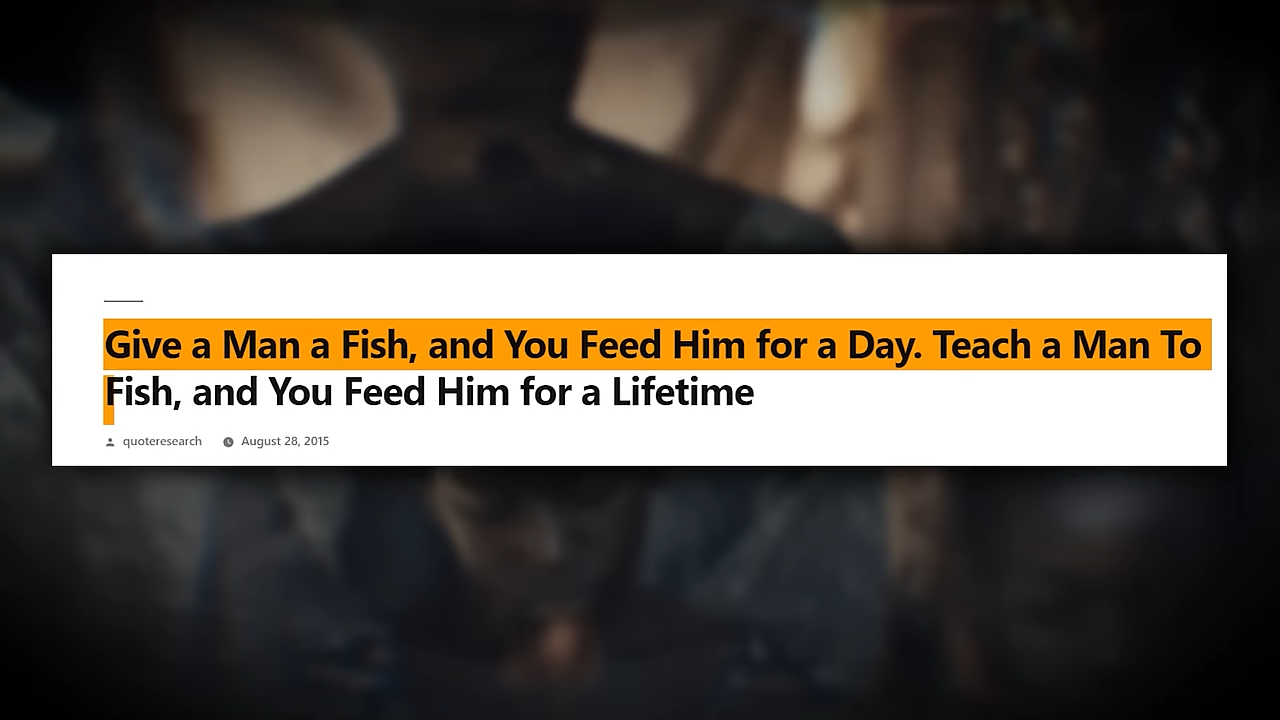 Give a Man a Fish, and You Feed Him for a Day. Teach a Man To
Fish, and You Feed Him for a Lifetime
quoteresearch August 28, 2015